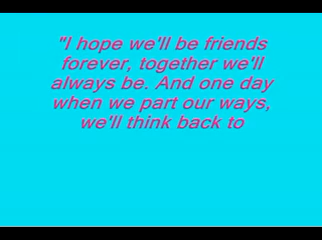 "I hope we'll be friends
forever, together we'll
always be. And one day
when we part our ways,
we'll think back to